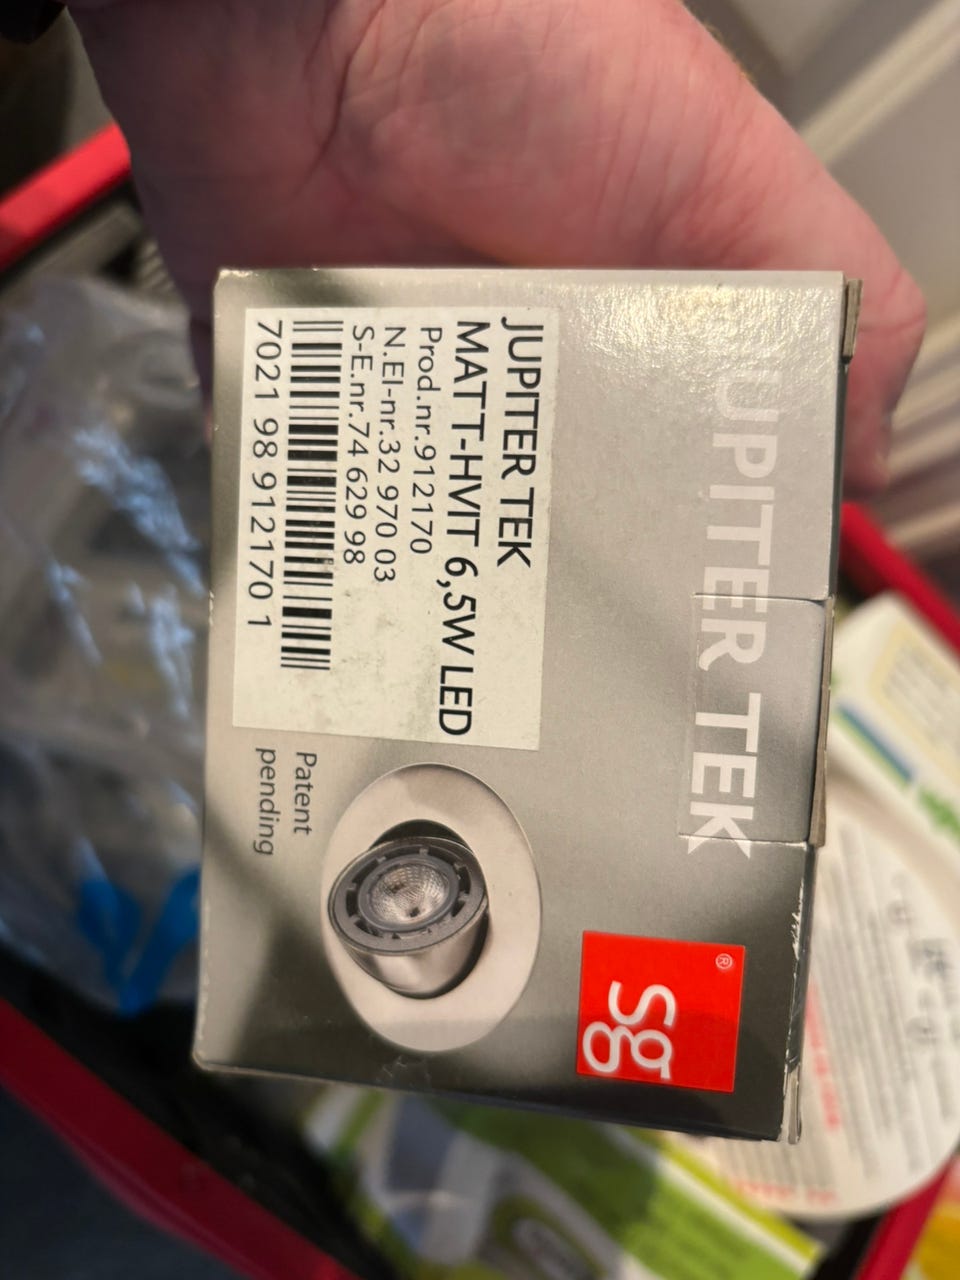 JUPITER TEK
sg®
JUPITER TEK
MATT-HVIT 6,5W LED
Prod.nr.912170
N.El-nr.32 970 03
S-E.nr.74 629 98
7021 98 912170 1
Patent
pending